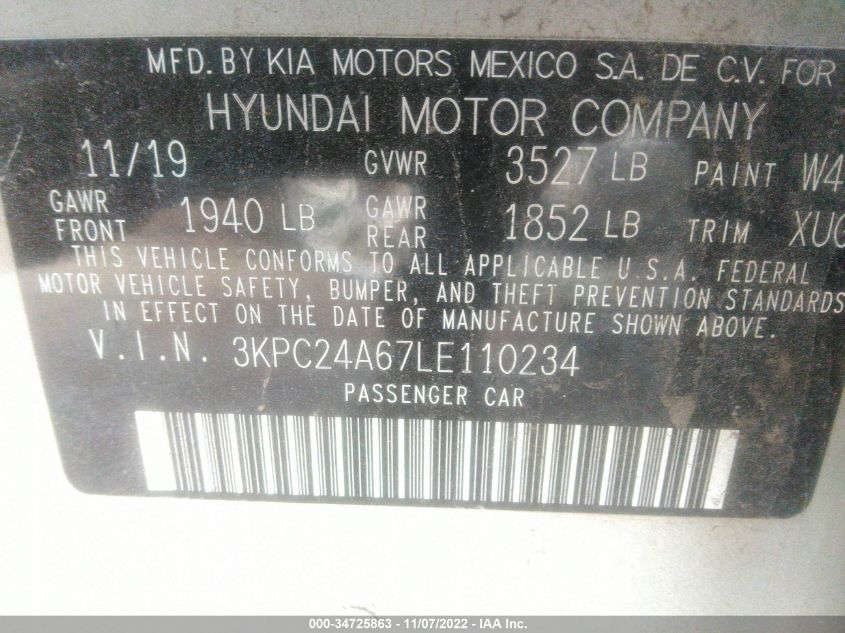 MFD. BY KIA MOTORS MEXICO S.A. DE C.V. FOR
HYUNDAI MOTOR COMPANY
11/19 GVWR 3527 LB PAINT W4
GAWR FRONT 1940 LB GAWR REAR 1852 LB TRIM XUG
THIS VEHICLE CONFORMS TO ALL APPLICABLE U.S.A. FEDERAL
MOTOR VEHICLE SAFETY, BUMPER, AND THEFT PREVENTION STANDARDS
IN EFFECT ON THE DATE OF MANUFACTURE SHOWN ABOVE.
V.I.N. 3KPC24A67LE110234
PASSENGER CAR
000-34725863 - 11/07/2022 - IAA Inc.